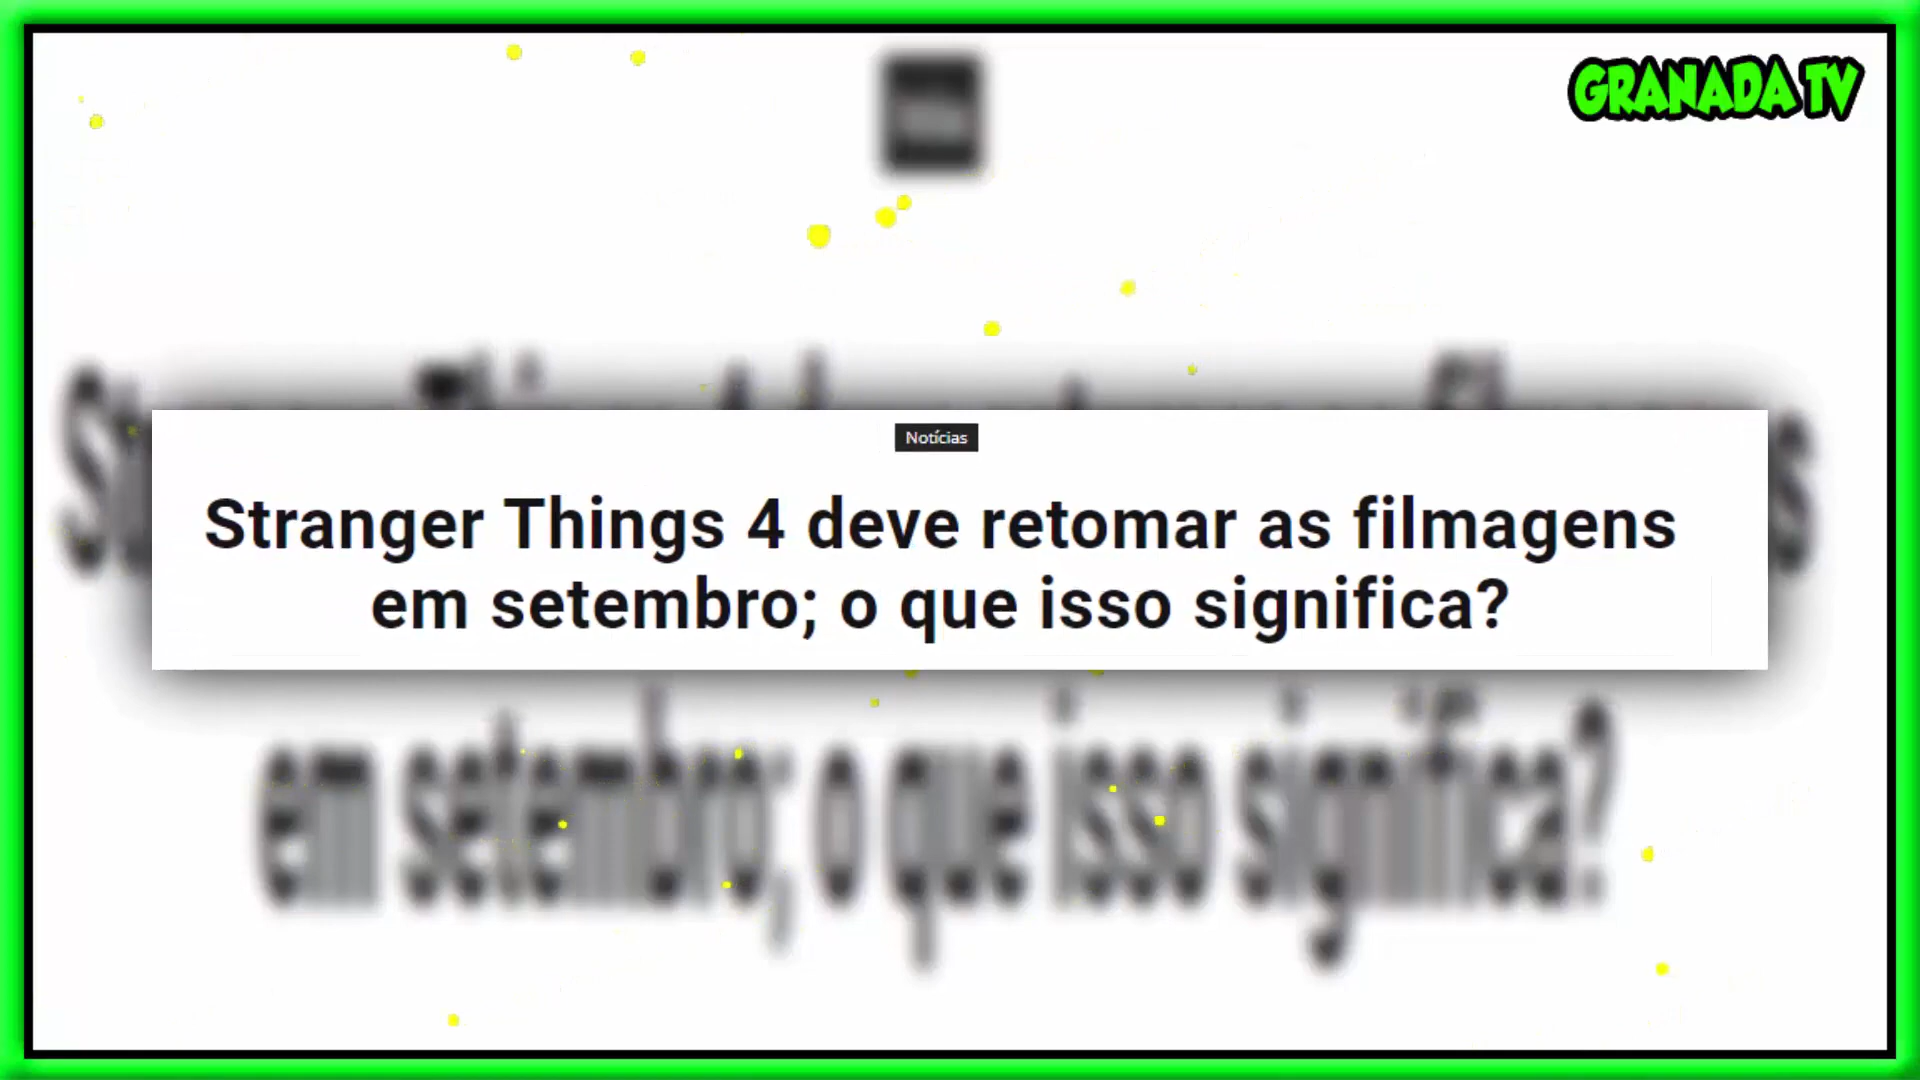 GRANADA TV
Notícias
Stranger Things 4 deve retomar as filmagens
em setembro; o que isso significa?
em setembro; o que isso significa?